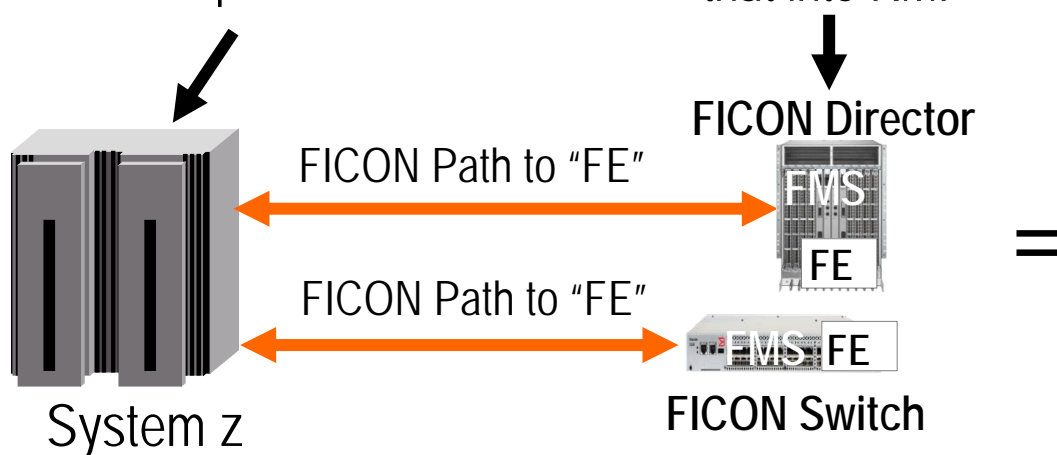 FICON Director
FICON Path to "FE"
FMS
FE
=
FICON Path to "FE"
FMS FE
FICON Switch
System z